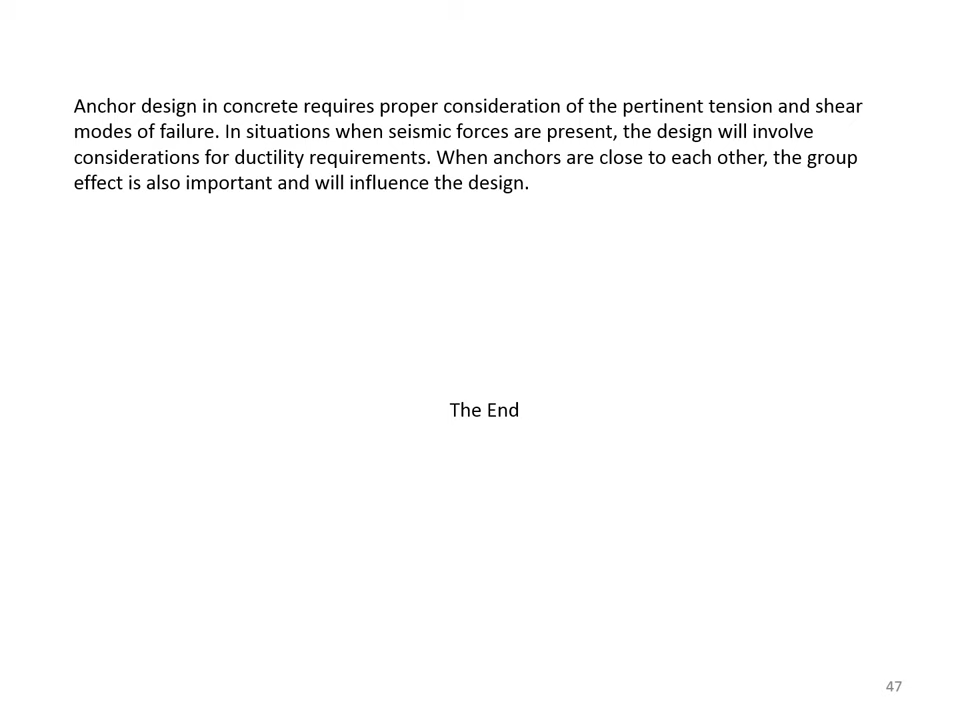 Anchor design in concrete requires proper consideration of the pertinent tension and shear
modes of failure. In situations when seismic forces are present, the design will involve
considerations for ductility requirements. When anchors are close to each other, the group
effect is also important and will influence the design.
The End
47